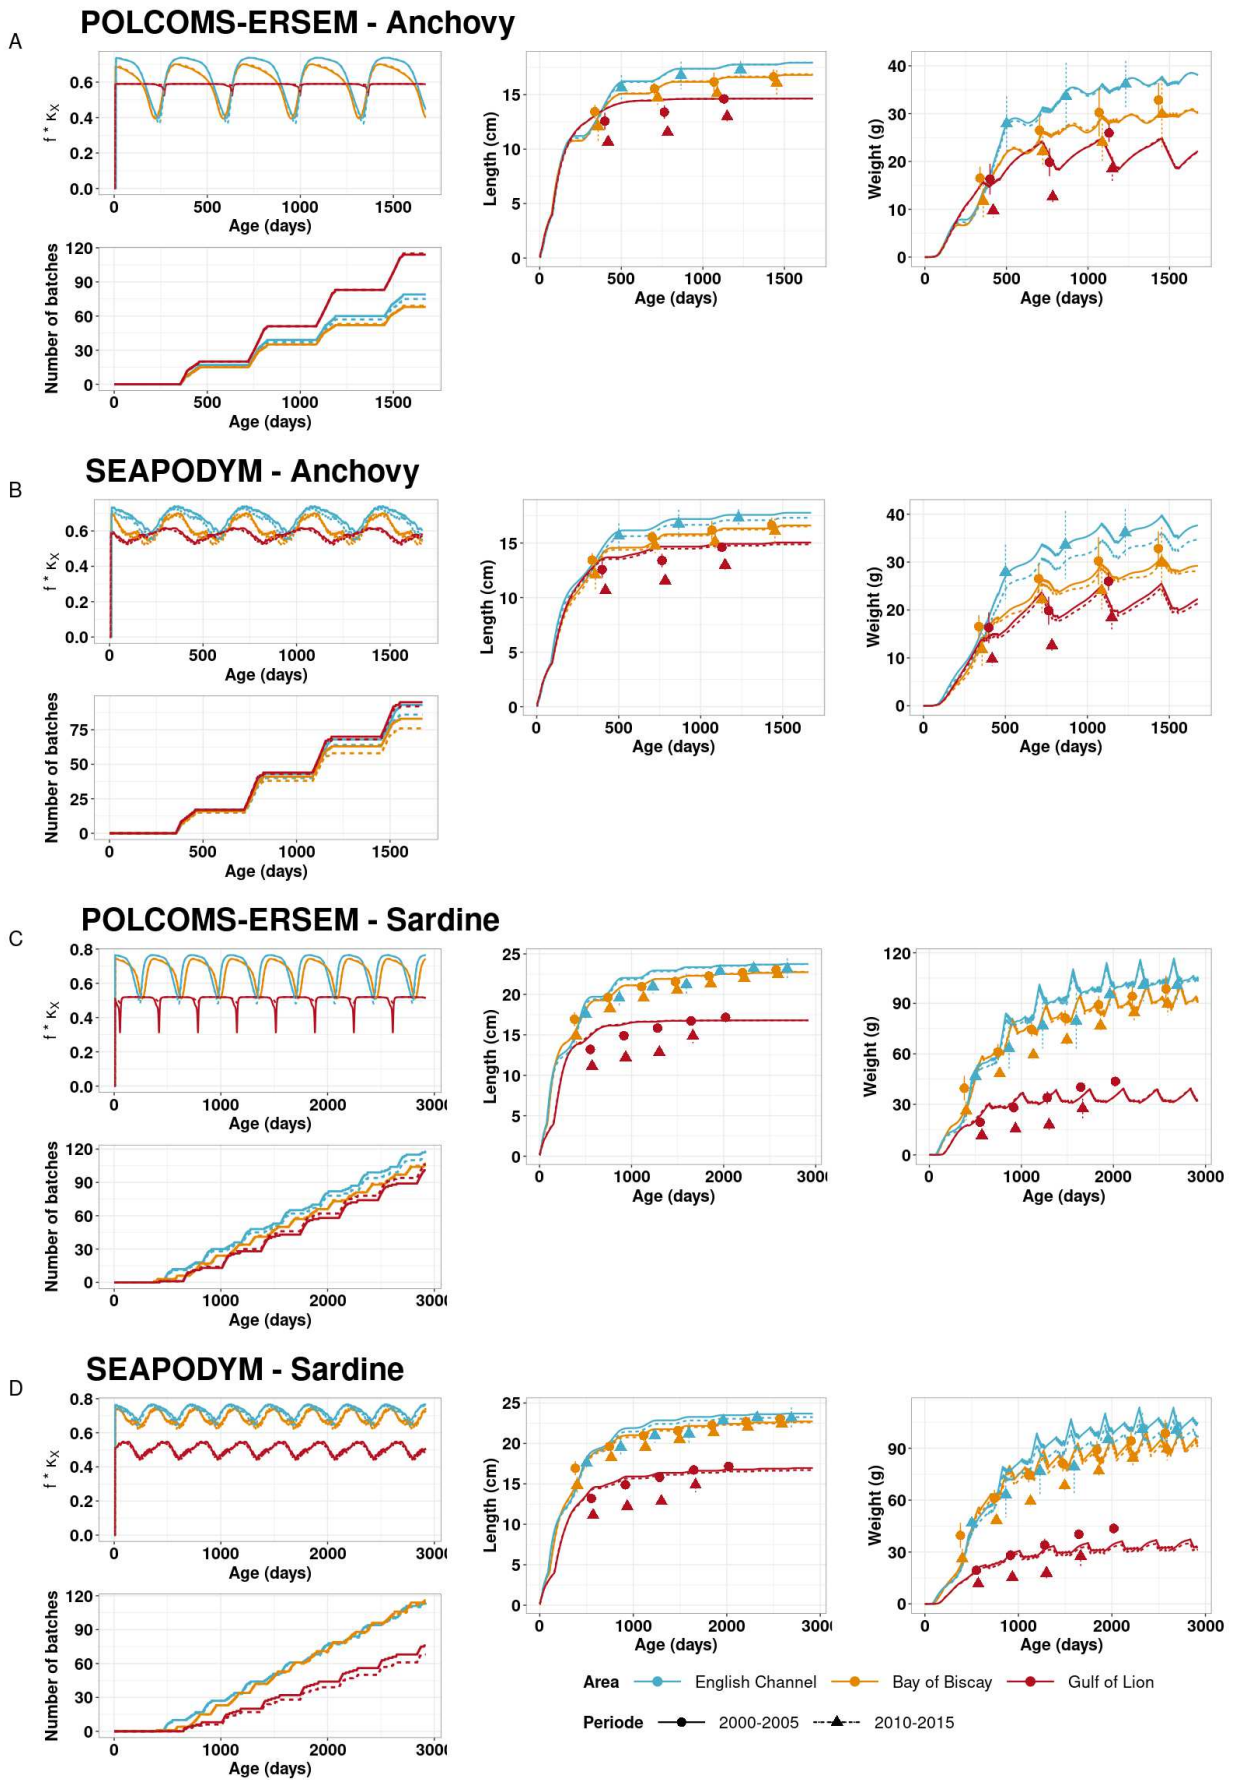 A
POLCOMS-ERSEM - Anchovy
f * κX
0.6
0.4
0.2
0.0
0 500 1000 1500
Age (days)
Length (cm)
15
10
5
0
0 500 1000 1500
Age (days)
Weight (g)
40
30
20
10
0
0 500 1000 1500
Age (days)
Number of batches
120
90
60
30
0
0 500 1000 1500
Age (days)
B
SEAPODYM - Anchovy
f * κX
0.6
0.4
0.2
0.0
0 500 1000 1500
Age (days)
Length (cm)
15
10
5
0
0 500 1000 1500
Age (days)
Weight (g)
40
30
20
10
0
0 500 1000 1500
Age (days)
Number of batches
75
50
25
0
0 500 1000 1500
Age (days)
C
POLCOMS-ERSEM - Sardine
f * κX
0.8
0.6
0.4
0.2
0.0
0 1000 2000 3000
Age (days)
Length (cm)
25
20
15
10
5
0
0 1000 2000 3000
Age (days)
Weight (g)
120
90
60
30
0
0 1000 2000 3000
Age (days)
Number of batches
120
90
60
30
0
0 1000 2000 3000
Age (days)
D
SEAPODYM - Sardine
f * κX
0.8
0.6
0.4
0.2
0.0
0 1000 2000 3000
Age (days)
Length (cm)
25
20
15
10
5
0
0 1000 2000 3000
Age (days)
Weight (g)
90
60
30
0
0 1000 2000 3000
Age (days)
Number of batches
120
90
60
30
0
0 1000 2000 3000
Age (days)
Area English Channel Bay of Biscay Gulf of Lion
Periode 2000-2005 2010-2015